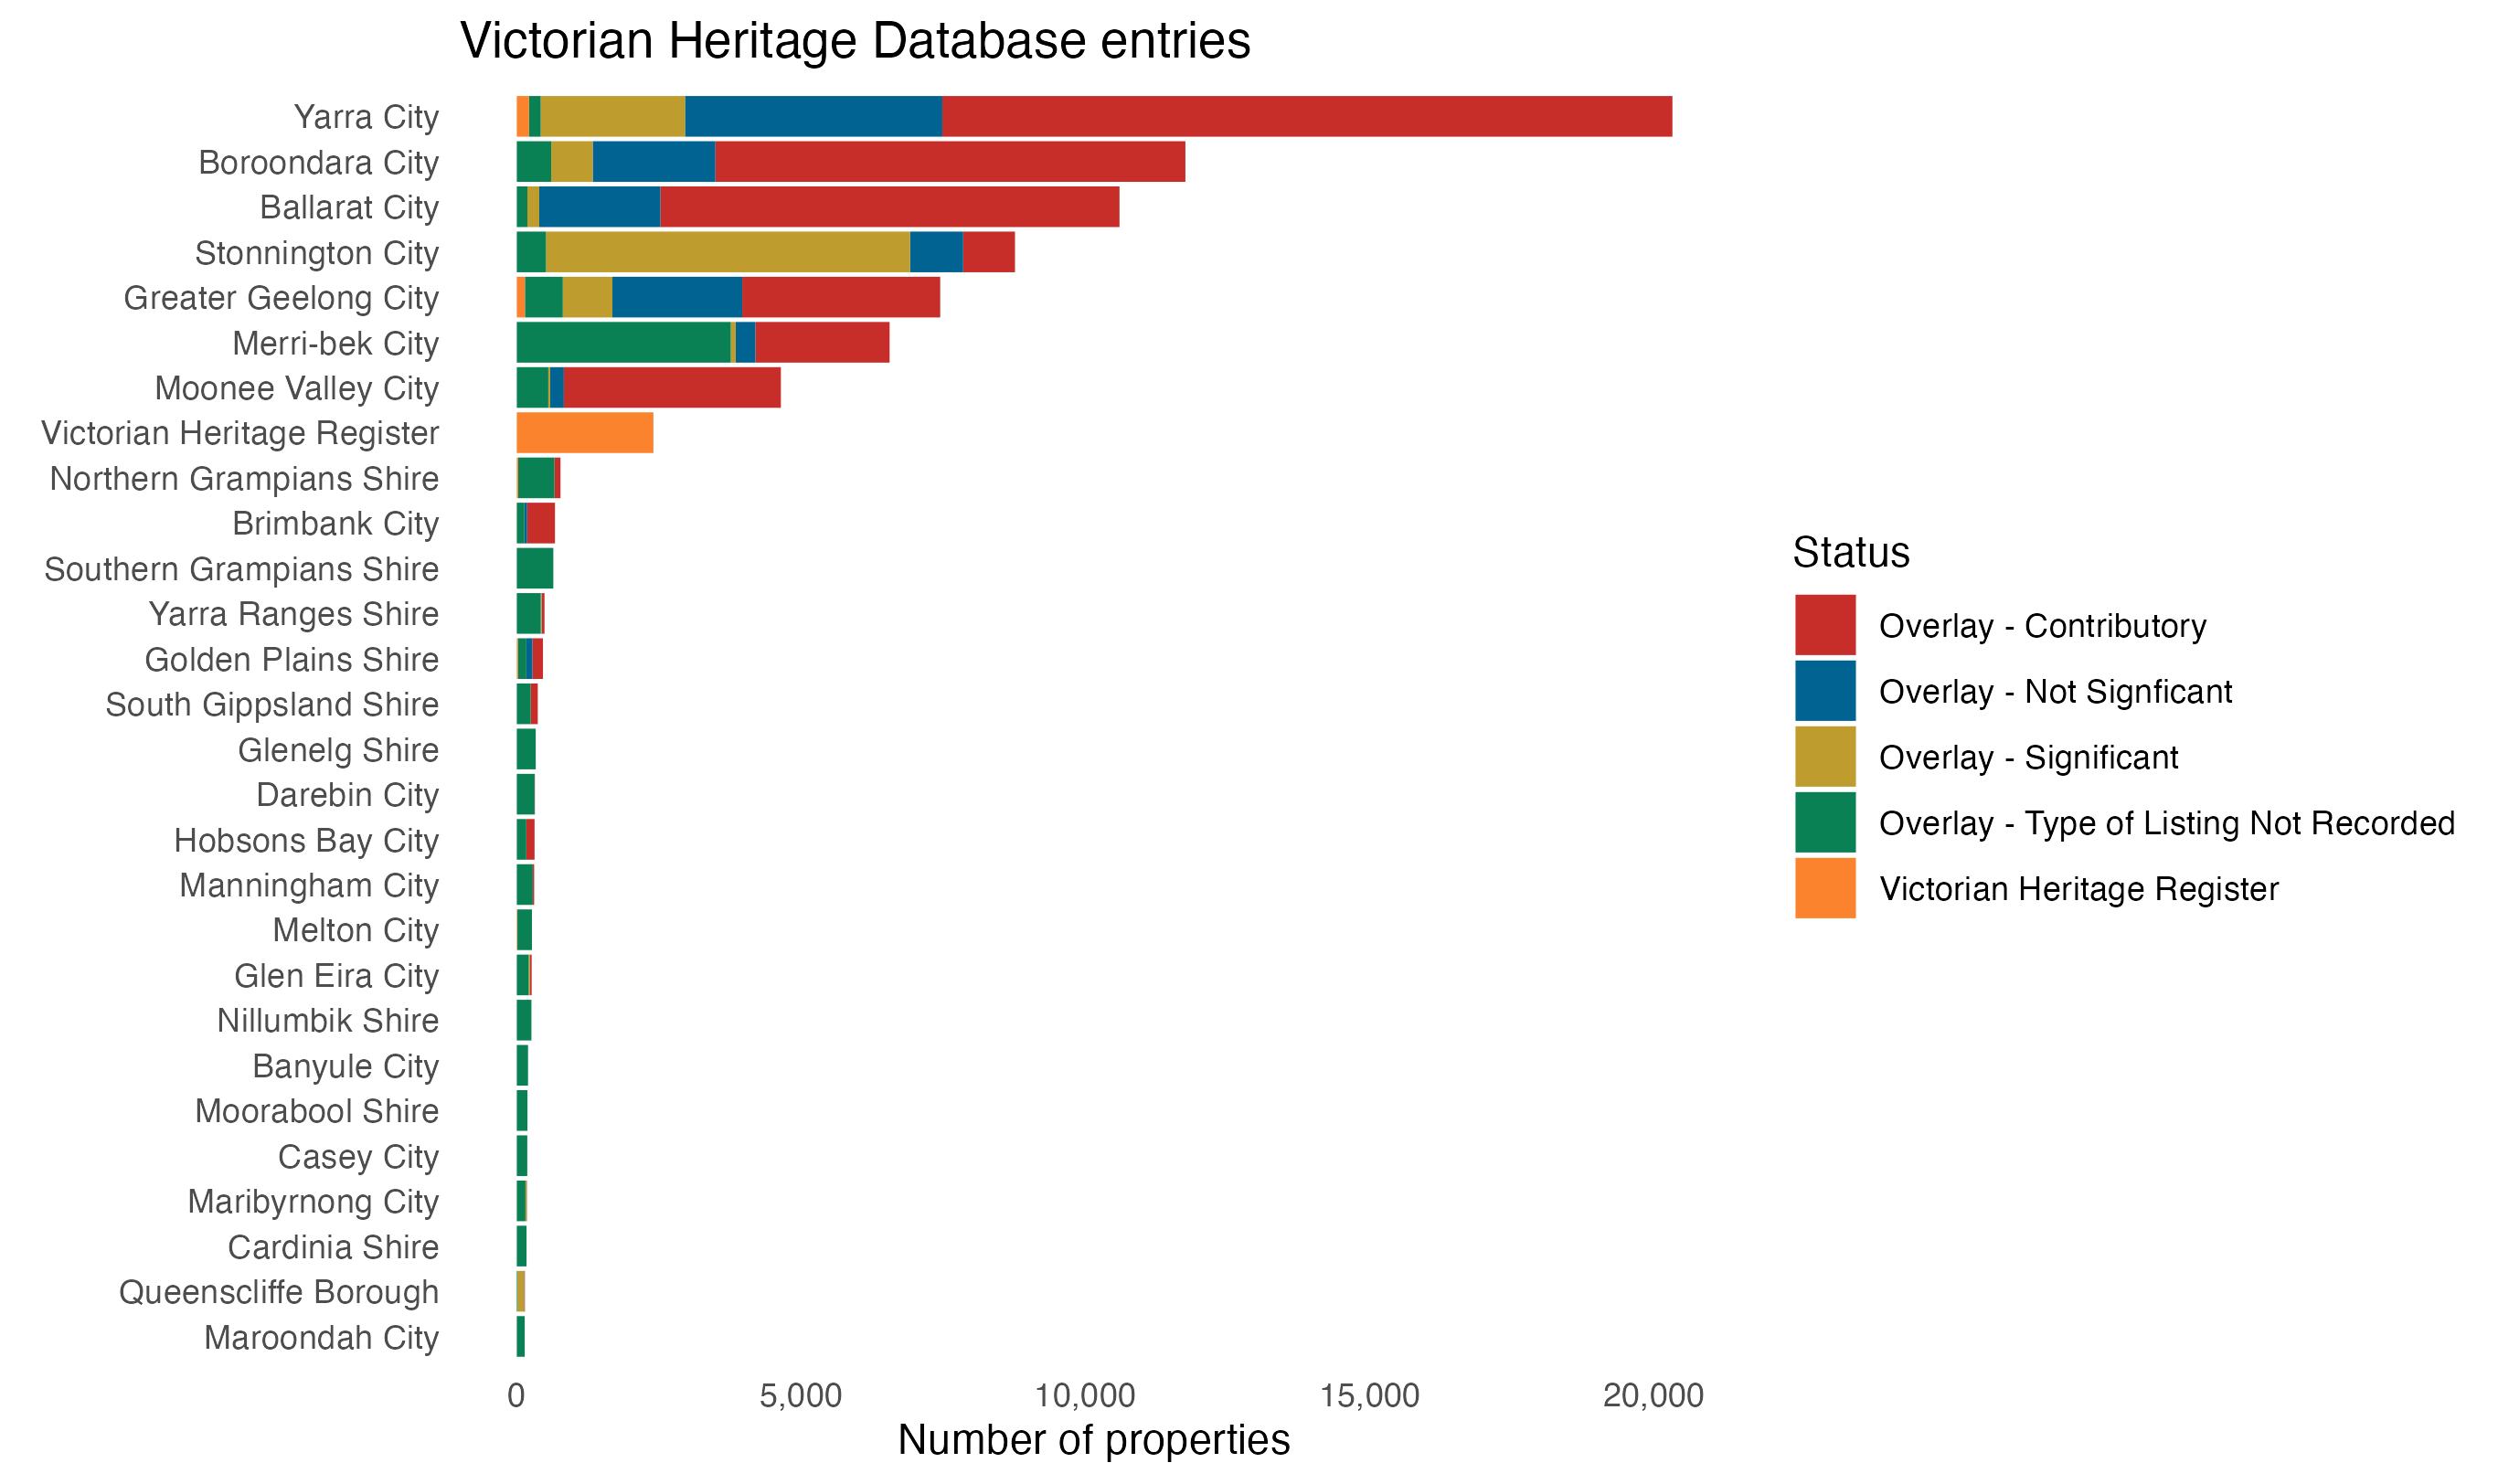 Victorian Heritage Database entries
Yarra City
Boroondara City
Ballarat City
Stonnington City
Greater Geelong City
Merri-bek City
Moonee Valley City
Victorian Heritage Register
Northern Grampians Shire
Brimbank City
Southern Grampians Shire
Yarra Ranges Shire
Golden Plains Shire
South Gippsland Shire
Glenelg Shire
Darebin City
Hobsons Bay City
Manningham City
Melton City
Glen Eira City
Nillumbik Shire
Banyule City
Moorabool Shire
Casey City
Maribyrnong City
Cardinia Shire
Queenscliffe Borough
Maroondah City
0 5,000 10,000 15,000 20,000
Number of properties
Status
Overlay - Contributory
Overlay - Not Signficant
Overlay - Significant
Overlay - Type of Listing Not Recorded
Victorian Heritage Register